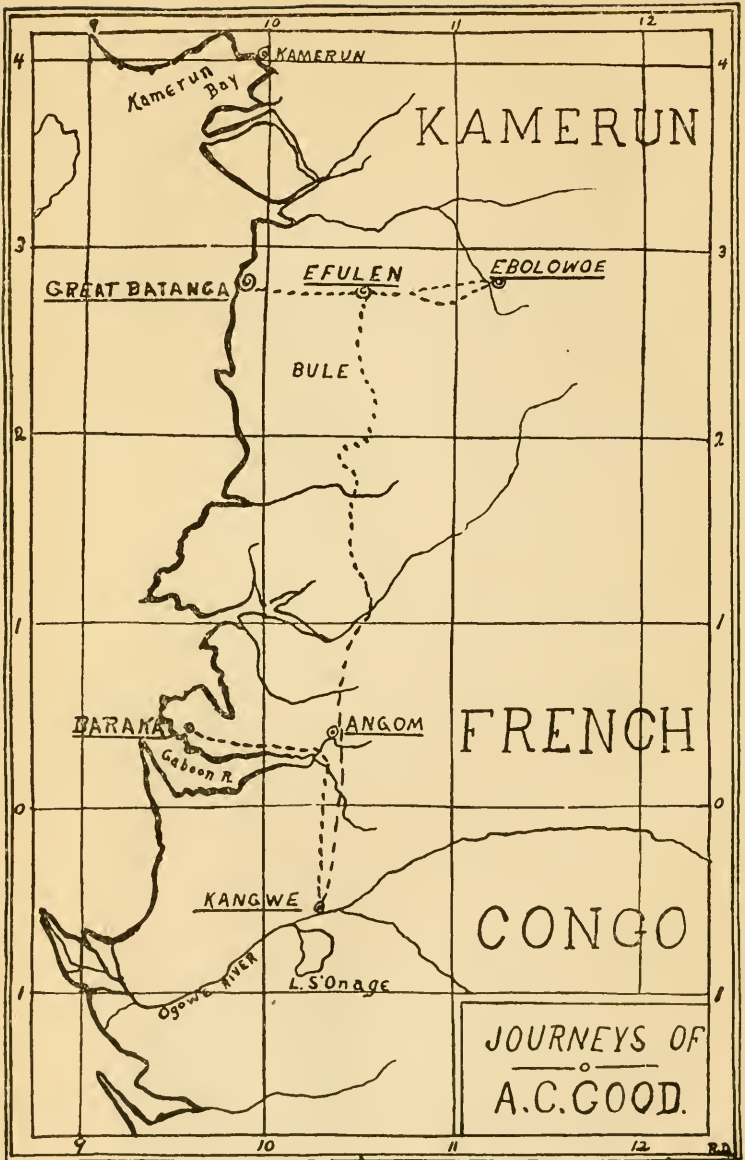 9 10 11 12
4 KAMERUN 4
Kamerun
Bay
KAMERUN
3 3
GREAT BATANGA EFULEN EBOLOWOE
BULE
2 2
1 1
BARAKA ANGOM
Gaboon R.
FRENCH
0 0
KANGWE
CONGO
Ogowe RIVER
L. S'Onage
1 1
JOURNEYS OF
A.C. GOOD.
9 10 11 12
R.D.